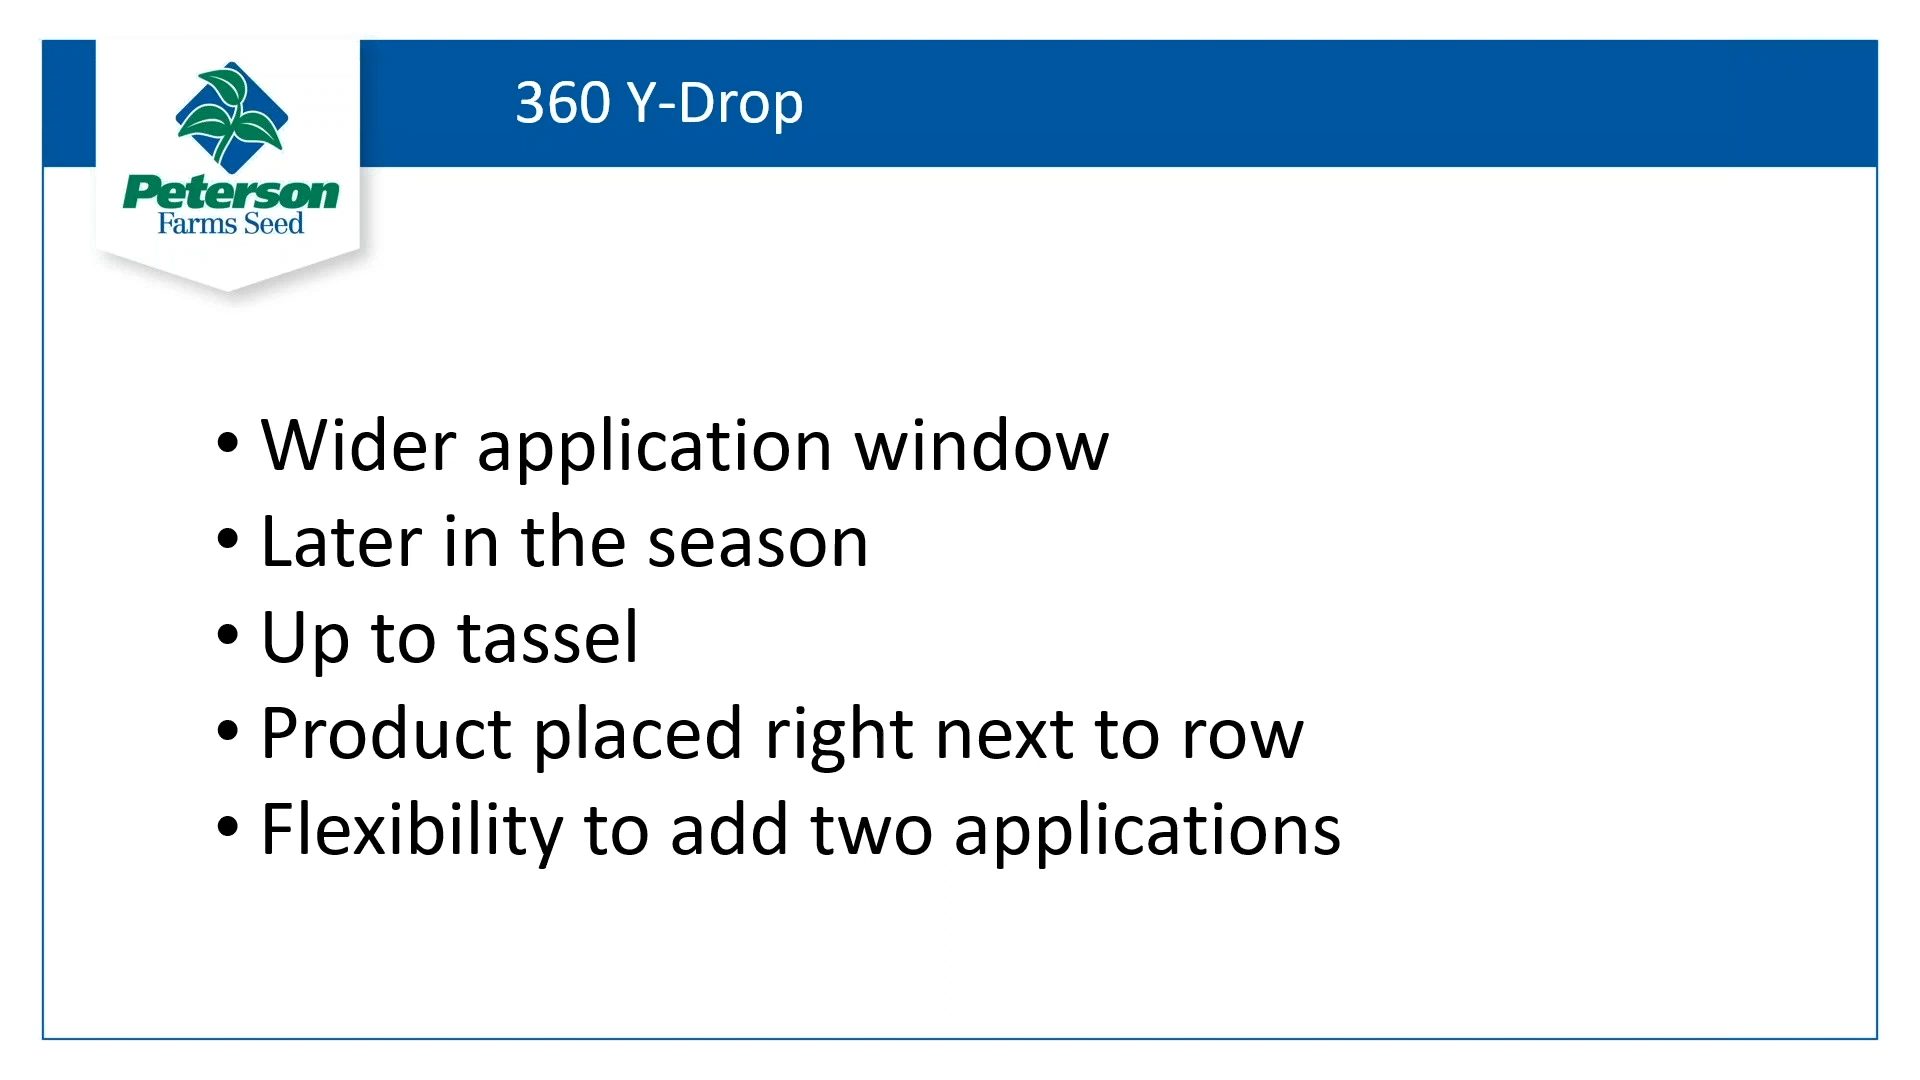 360 Y-Drop
Peterson
Farms Seed
• Wider application window
• Later in the season
• Up to tassel
• Product placed right next to row
• Flexibility to add two applications